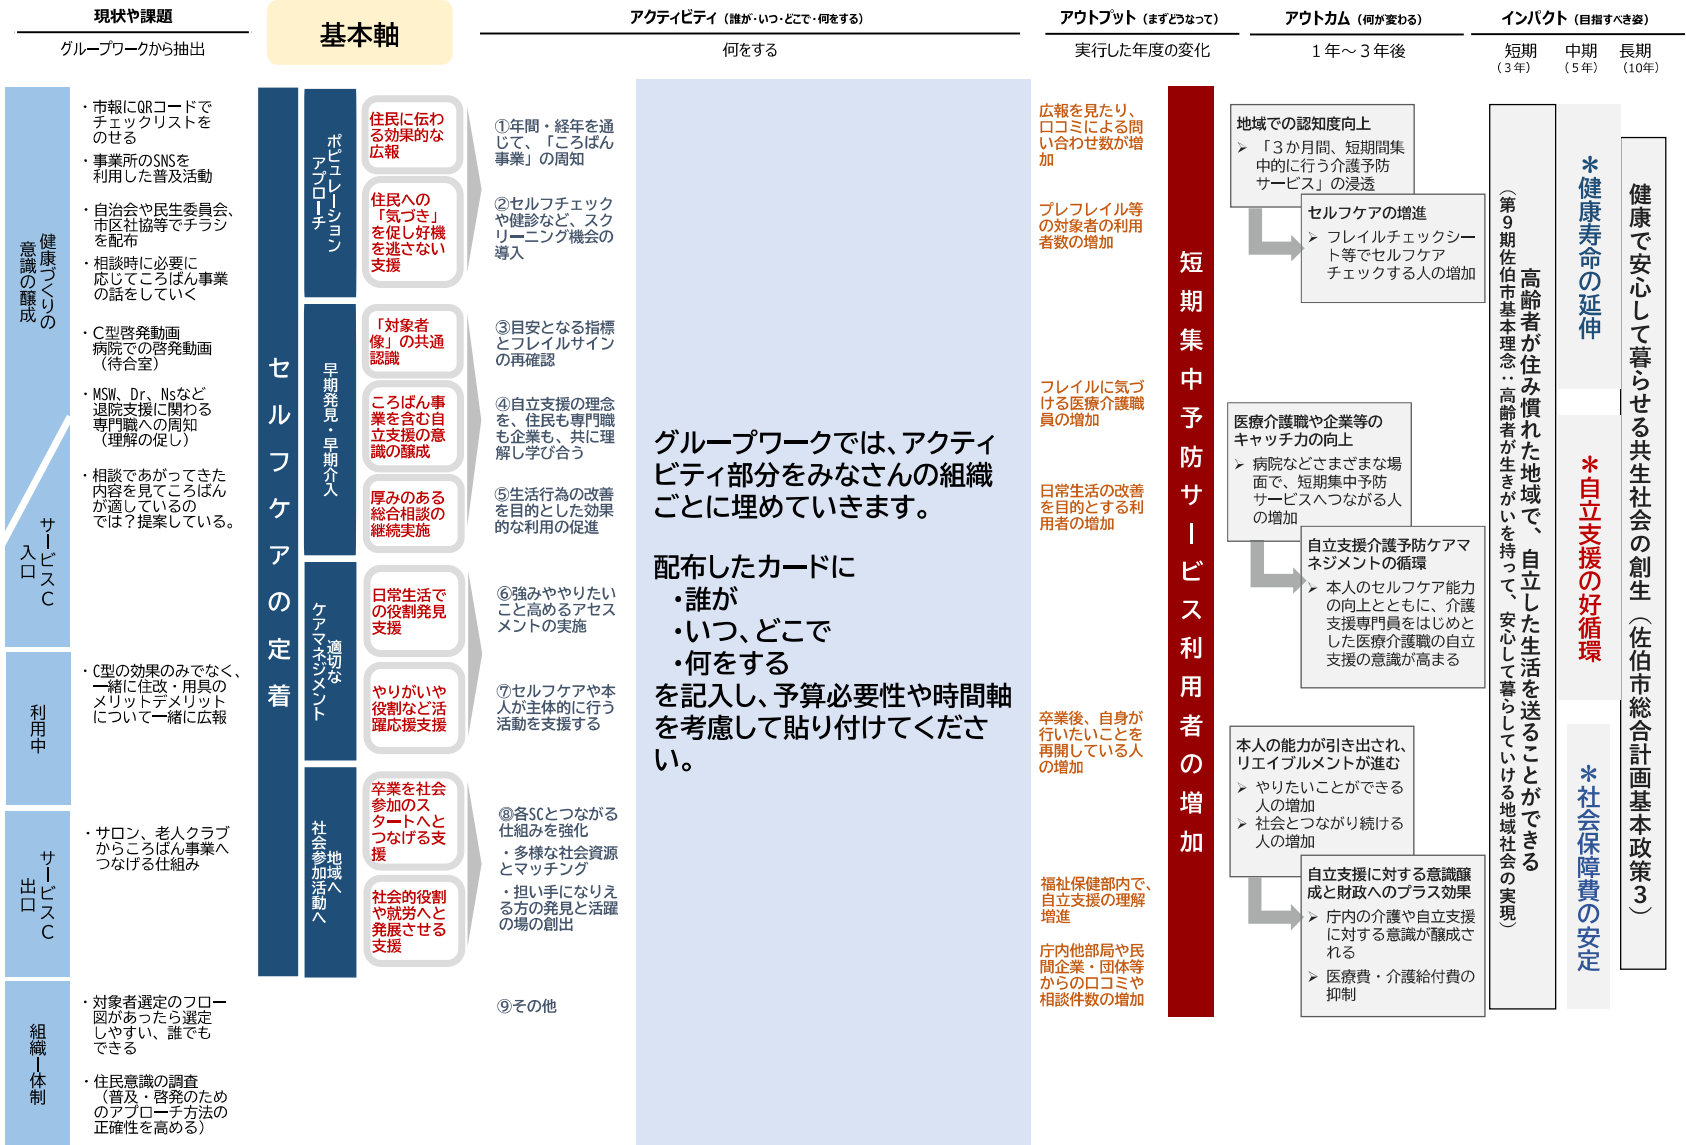 現状や課題
グループワークから抽出
基本軸
アクティビティ（誰が・いつ・どこで・何をする）
何をする
アウトプット（まずどうなって）
実行した年度の変化
アウトカム（何が変わる）
１年～３年後
インパクト（目指すべき姿）
短期
（３年）
中期
（５年）
長期
（10年）
健康づくりの
意識の醸成
サービスC
入口
利用中
サービスC
出口
組織ー体制
・市報にQRコードで
チェックリストを
のせる
・事業所のSNSを
利用した普及活動
・自治会や民生委員会、
市区社協等でチラシ
を配布
・相談時に必要に
応じてころばん事業
の話をしていく
・C型啓発動画
病院での啓発動画
（待合室）
・MSW、Dr、Nsなど
退院支援に関わる
専門職への周知
（理解の促し）
・相談であがってきた
内容を見てころばん
が適しているの
では？提案している。
・C型の効果のみでなく、
一緒に住改・用具の
メリットデメリット
について一緒に広報
・サロン、老人クラブ
からころばん事業へ
つなげる仕組み
・対象者選定のフロー
図があったら選定
しやすい、誰でも
できる
・住民意識の調査
（普及・啓発のため
のアプローチ方法の
正確性を高める）
セルフケアの定着
ポピュレーション
アプローチ
早期発見・早期介入
適切な
ケアマネジメント
地域へ
社会参加活動へ
住民に伝わ
る効果的な
広報
住民への
「気づき」
を促し好機
を逃さない
支援
「対象者
像」の共通
認識
ころばん事
業を含む自
立支援の意
識の醸成
厚みのある
総合相談の
継続実施
日常生活で
の役割発見
支援
やりがいや
役割など活
躍応援支援
卒業を社会
参加のス
タートへと
つなげる支
援
社会的役割
や就労へと
発展させる
支援
①年間・経年を通
じて、「ころばん
事業」の周知
②セルフチェック
や健診など、スク
リーニング機会の
導入
③目安となる指標
とフレイルサイン
の再確認
④自立支援の理念
を、住民も専門職
も企業も、共に理
解し学び合う
⑤生活行為の改善
を目的とした効果
的な利用の促進
⑥強みややりたい
こと高めるアセス
メントの実施
⑦セルフケアや本
人が主体的に行う
活動を支援する
⑧各SCとつながる
仕組みを強化
・多様な社会資源
とマッチング
・担い手になりえ
る方の発見と活躍
の場の創出
⑨その他
グループワークでは、アクティ
ビティ部分をみなさんの組織
ごとに埋めていきます。
配布したカードに
・誰が
・いつ、どこで
・何をする
を記入し、予算必要性や時間軸
を考慮して貼り付けてくださ
い。
広報を見たり、
口コミによる問
い合わせ数が増
加
プレフレイル等
の対象者の利用
者数の増加
フレイルに気づ
ける医療介護職
員の増加
日常生活の改善
を目的とする利
用者の増加
卒業後、自身が
行いたいことを
再開している人
の増加
福祉保健部内で、
自立支援の理解
増進
庁内他部局や民
間企業・団体等
からの口コミや
相談件数の増加
短期集中予防サービス利用者の増加
地域での認知度向上
➢ 「３か月間、短期間集
中的に行う介護予防
サービス」の浸透
セルフケアの増進
➢ フレイルチェックシー
ト等でセルフケア
チェックする人の増加
医療介護職や企業等の
キャッチ力の向上
➢ 病院などさまざまな場
面で、短期集中予防
サービスへつながる人
の増加
自立支援介護予防ケアマ
ネジメントの循環
➢ 本人のセルフケア能力
の向上とともに、介護
支援専門員をはじめと
した医療介護職の自立
支援の意識が高まる
本人の能力が引き出され、
リエイブルメントが進む
➢ やりたいことができる
人の増加
➢ 社会とつながり続ける
人の増加
自立支援に対する意識醸
成と財政へのプラス効果
➢ 庁内の介護や自立支援
に対する意識が醸成さ
れる
➢ 医療費・介護給付費の
抑制
高齢者が住み慣れた地域で、自立した生活を送ることができる
（第９期佐伯市基本理念：高齢者が生きがいを持って、安心して暮らしていける地域社会の実現）
＊健康寿命の延伸
＊自立支援の好循環
＊社会保障費の安定
健康で安心して暮らせる共生社会の創生（佐伯市総合計画基本政策３）